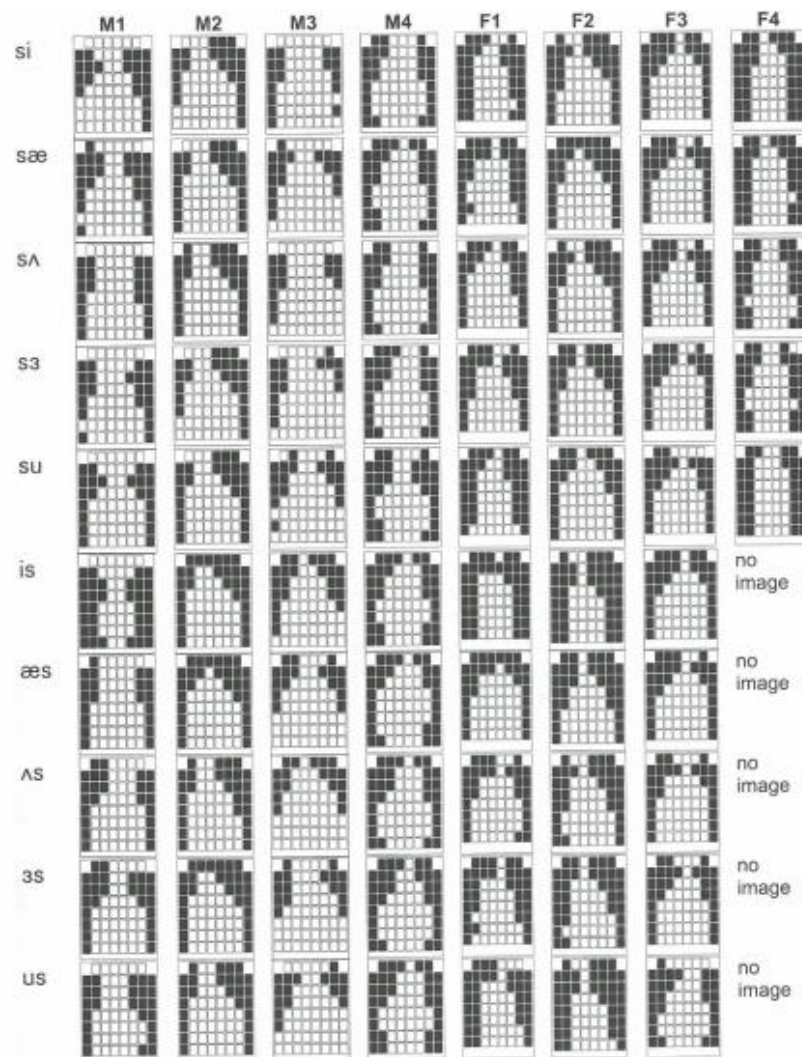 M1 M2 M3 M4 F1 F2 F3 F4
si
sæ
sʌ
sɜ
su
is
no
image
æs
no
image
ʌs
no
image
ɜs
no
image
us
no
image